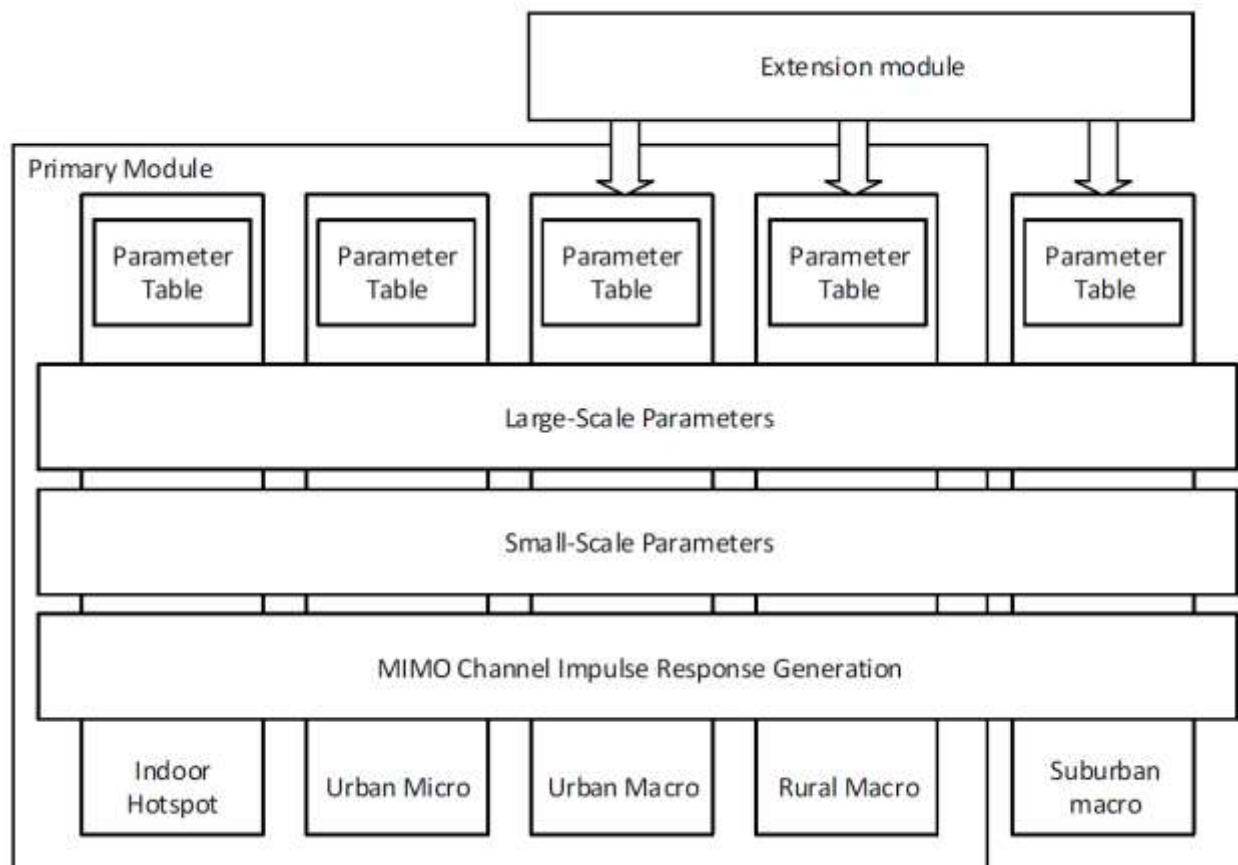 Extension module
Primary Module
Parameter
Table
Parameter
Table
Parameter
Table
Parameter
Table
Parameter
Table
Large-Scale Parameters
Small-Scale Parameters
MIMO Channel Impulse Response Generation
Indoor
Hotspot
Urban Micro
Urban Macro
Rural Macro
Suburban
macro